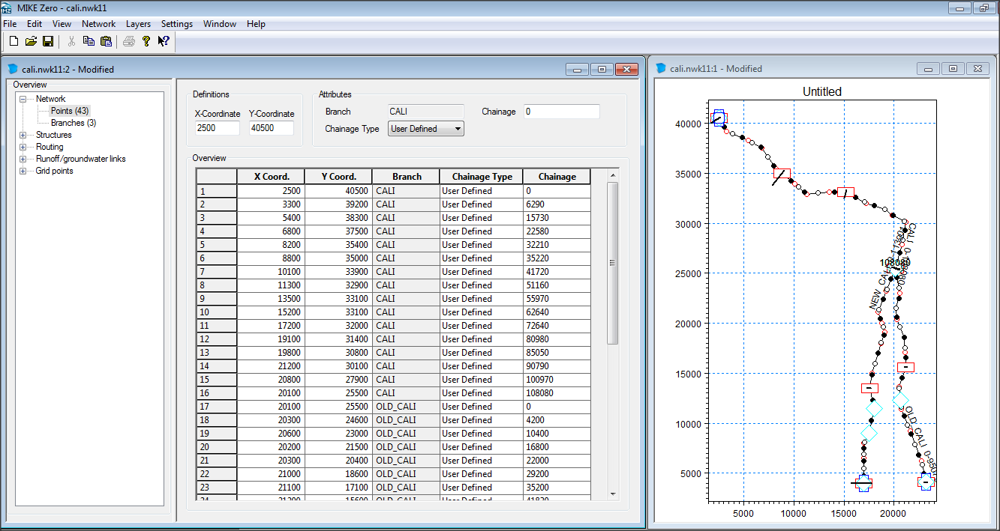 MIKE Zero - cali.nwk11
File Edit View Network Layers Settings Window Help
cali.nwk11:2 - Modified
Overview
Network
Points (43)
Branches (3)
Structures
Routing
Runoff/groundwater links
Grid points
Definitions
X-Coordinate Y-Coordinate
2500 40500
Attributes
Branch CALI Chainage 0
Chainage Type User Defined
Overview
X Coord. Y Coord. Branch Chainage Type Chainage
1 2500 40500 CALI User Defined 0
2 3300 39200 CALI User Defined 6290
3 5400 38300 CALI User Defined 15730
4 6800 37500 CALI User Defined 22580
5 8200 35400 CALI User Defined 32210
6 8800 35000 CALI User Defined 35220
7 10100 33900 CALI User Defined 41720
8 11300 32900 CALI User Defined 51160
9 13500 33100 CALI User Defined 55970
10 15200 33100 CALI User Defined 62640
11 17200 32000 CALI User Defined 72640
12 19100 31400 CALI User Defined 80980
13 19800 30800 CALI User Defined 85050
14 21200 30100 CALI User Defined 90790
15 20800 27900 CALI User Defined 100970
16 20100 25500 CALI User Defined 108080
17 20100 25500 OLD_CALI User Defined 0
18 20300 24600 OLD_CALI User Defined 4200
19 20600 23000 OLD_CALI User Defined 10400
20 20200 21500 OLD_CALI User Defined 16800
21 20300 20400 OLD_CALI User Defined 22000
22 21000 18600 OLD_CALI User Defined 29200
23 21100 17100 OLD_CALI User Defined 35200
24 21200 15600 OLD_CALI User Defined 41820
cali.nwk11:1 - Modified
Untitled
40000
35000
30000
25000
20000
15000
10000
5000
5000 10000 15000 20000
108080
CALI 0-108080
NEW_CALI
OLD_CALI 0-950